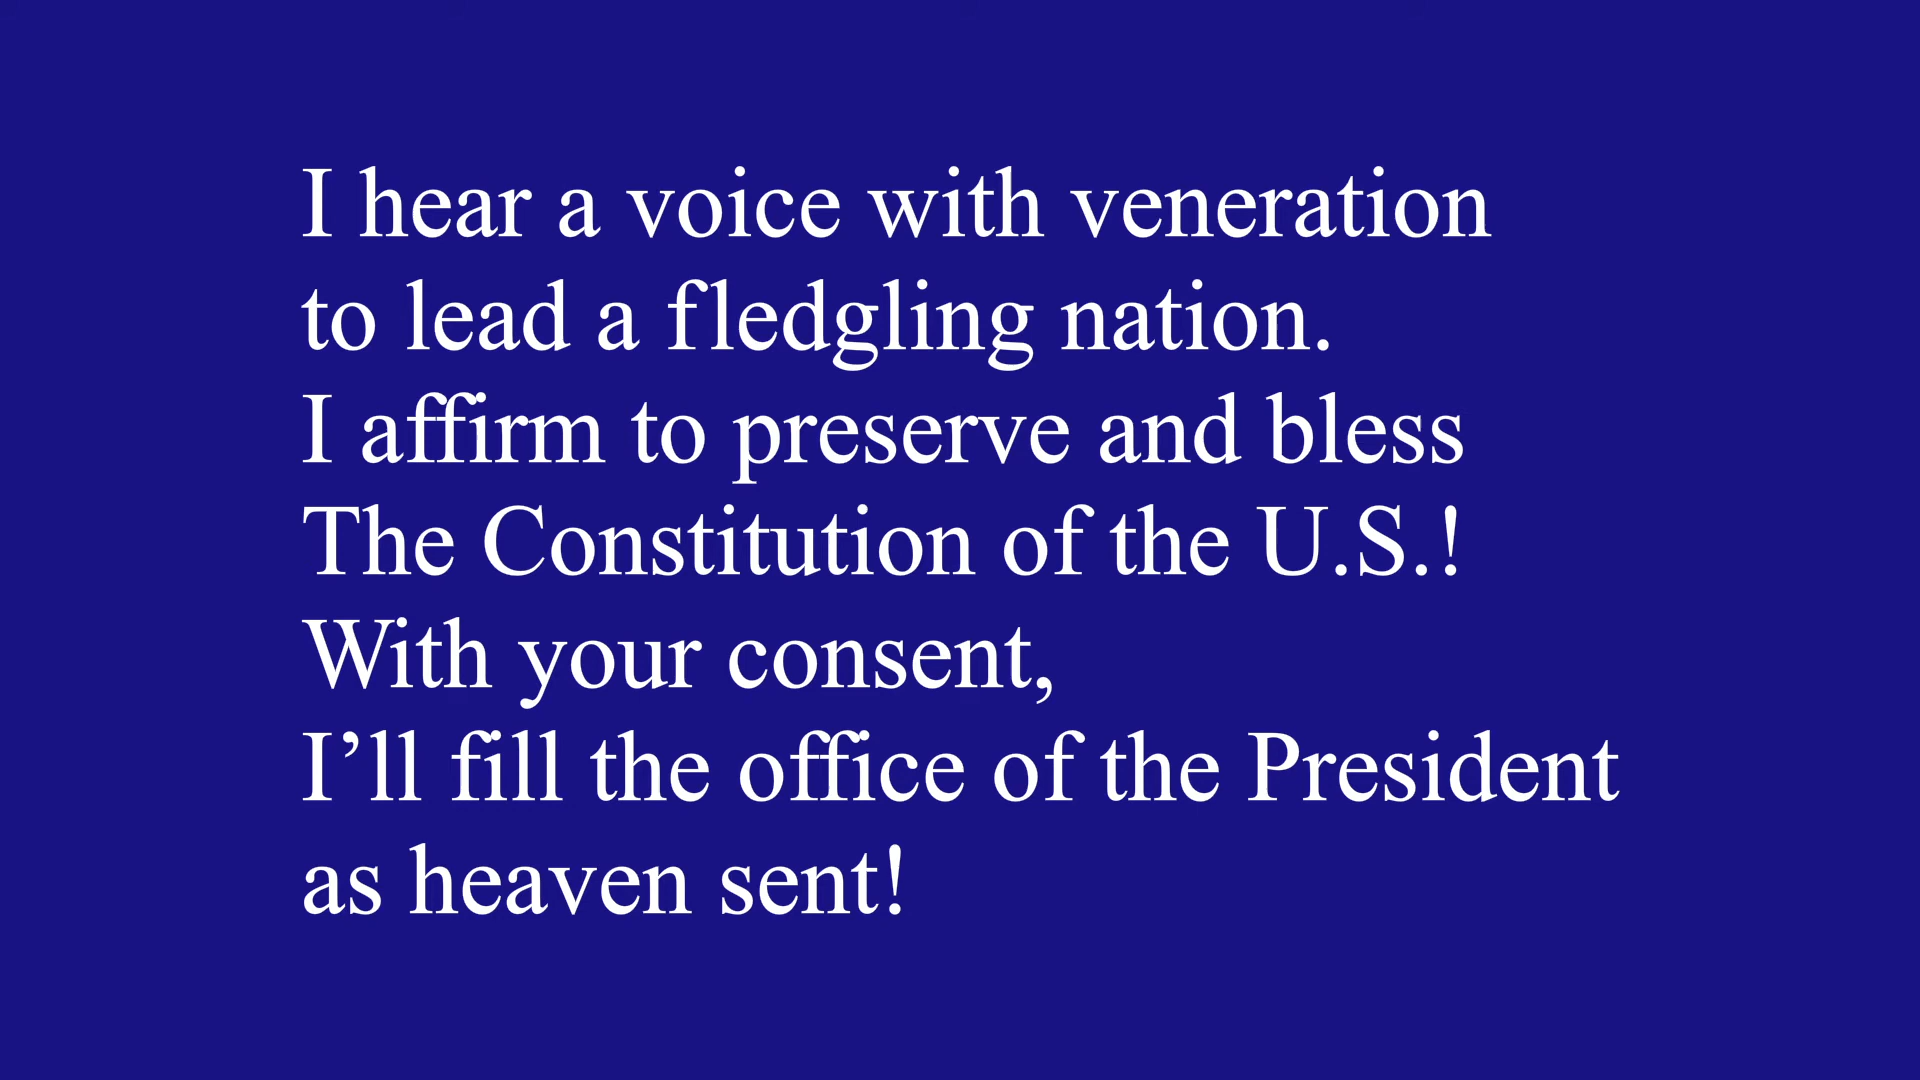 I hear a voice with veneration
to lead a fledgling nation.
I affirm to preserve and bless
The Constitution of the U.S.!
With your consent,
I’ll fill the office of the President
as heaven sent!